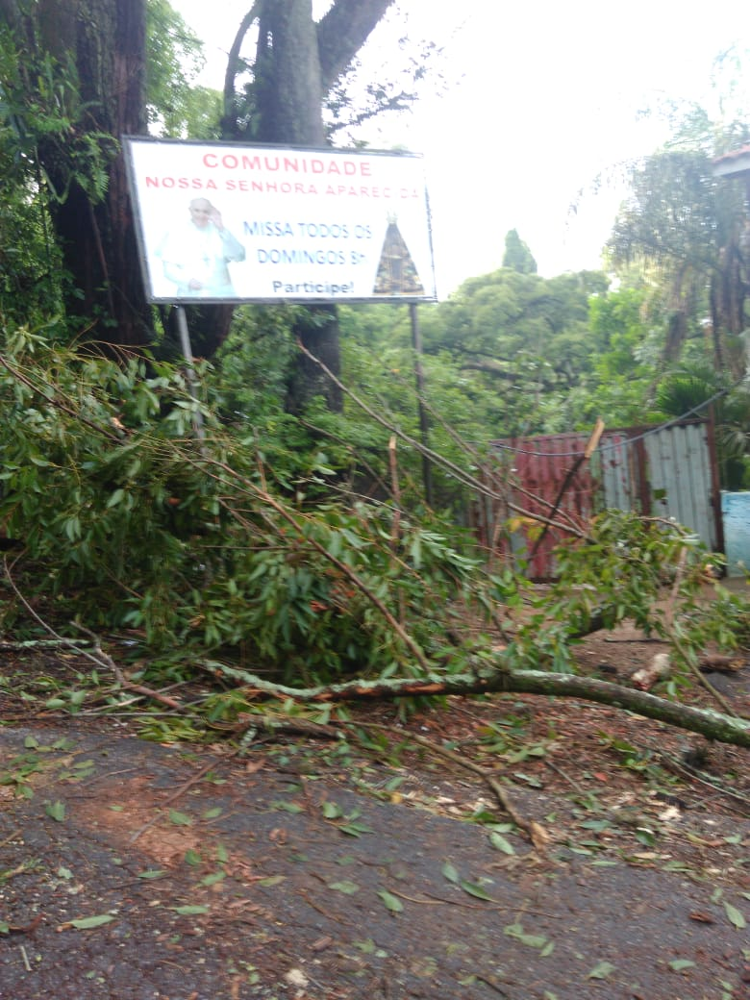 COMUNIDADE
NOSSA SENHORA APARECIDA
MISSA TODOS OS
DOMINGOS 8h
Participe!